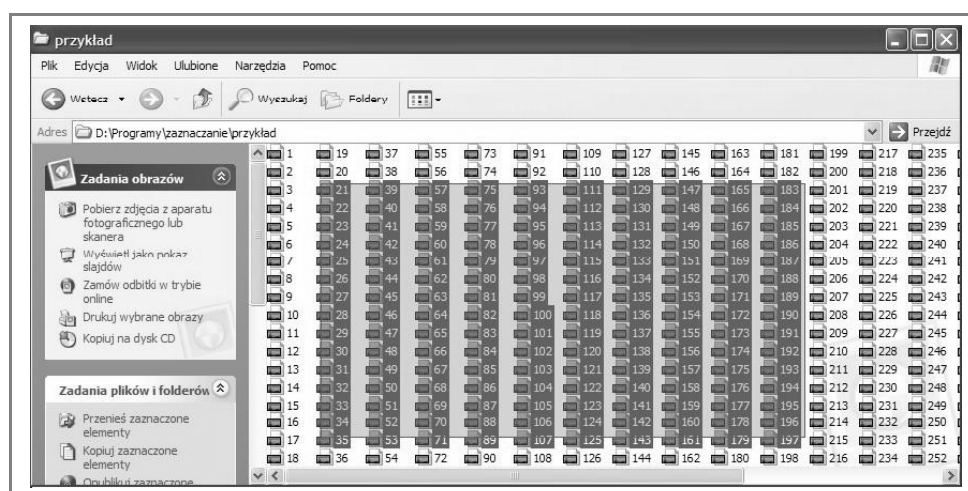 przykład
Plik Edycja Widok Ulubione Narzędzia Pomoc
Wstecz Wyszukaj Foldery
Adres D:\Programy\zaznaczanie\przykład Przejdź
Zadania obrazów
Pobierz zdjęcia z aparatu
fotograficznego lub
skanera
Wyświetl jako pokaz
slajdów
Zamów odbitki w trybie
online
Drukuj wybrane obrazy
Kopiuj na dysk CD
Zadania plików i folderów
Przenieś zaznaczone
elementy
Kopiuj zaznaczone
elementy
Opublikuj zaznaczone
1 19 37 55 73 91 109 127 145 163 181 199 217 235
2 20 38 56 74 92 110 128 146 164 182 200 218 236
3 21 39 57 75 93 111 129 147 165 183 201 219 237
4 22 40 58 76 94 112 130 148 166 184 202 220 238
5 23 41 59 77 95 113 131 149 167 185 203 221 239
6 24 42 60 78 96 114 132 150 168 186 204 222 240
7 25 43 61 79 97 115 133 151 169 187 205 223 241
8 26 44 62 80 98 116 134 152 170 188 206 224 242
9 27 45 63 81 99 117 135 153 171 189 207 225 243
10 28 46 64 82 100 118 136 154 172 190 208 226 244
11 29 47 65 83 101 119 137 155 173 191 209 227 245
12 30 48 66 84 102 120 138 156 174 192 210 228 246
13 31 49 67 85 103 121 139 157 175 193 211 229 247
14 32 50 68 86 104 122 140 158 176 194 212 230 248
15 33 51 69 87 105 123 141 159 177 195 213 231 249
16 34 52 70 88 106 124 142 160 178 196 214 232 250
17 35 53 71 89 107 125 143 161 179 197 215 233 251
18 36 54 72 90 108 126 144 162 180 198 216 234 252